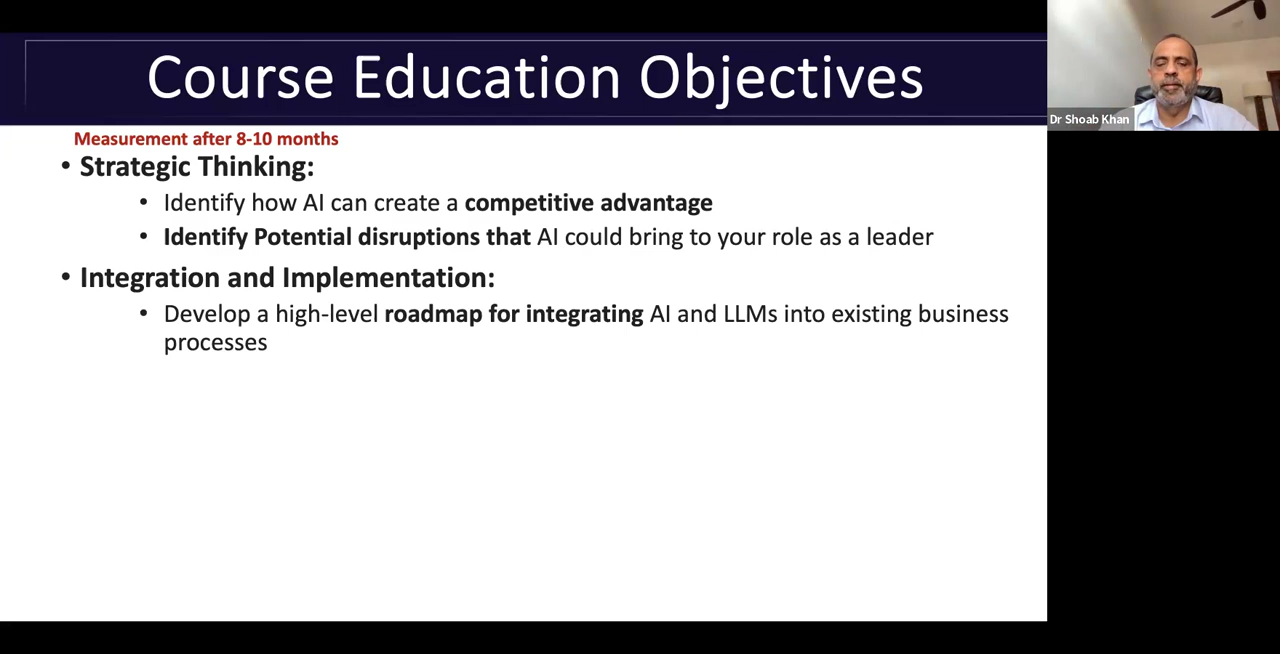 Course Education Objectives
Dr Shoab Khan
Measurement after 8-10 months
• Strategic Thinking:
• Identify how AI can create a competitive advantage
• Identify Potential disruptions that AI could bring to your role as a leader
• Integration and Implementation:
• Develop a high-level roadmap for integrating AI and LLMs into existing business
processes